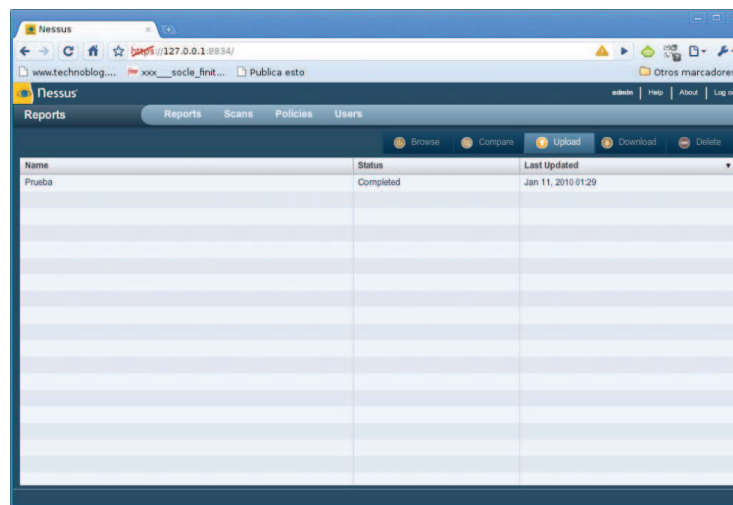 Nessus
https://127.0.0.1:8834/
www.technoblog.... xxx___socle_finit... Publica esto Otros marcadores
Nessus admin Help About Log o
Reports Reports Scans Policies Users
Browse Compare Upload Download Delete
Name Status Last Updated
Prueba Completed Jan 11, 2010 01:29